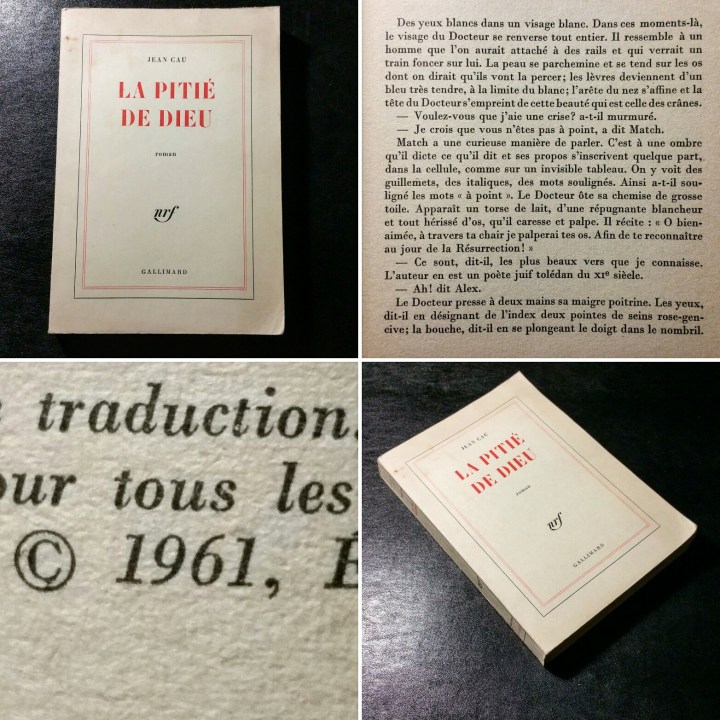 JEAN CAU
LA PITIÉ
DE DIEU
roman
nrf
GALLIMARD
Des yeux blancs dans un visage blanc. Dans ces moments-là,
le visage du Docteur se renverse tout entier. Il ressemble à un
homme que l'on aurait attaché à des rails et qui verrait un
train foncer sur lui. La peau se parchemine et se tend sur les os
dont on dirait qu'ils vont la percer; les lèvres deviennent d'un
bleu très tendre, à la limite du blanc; l'arête du nez s'affine et la
tête du Docteur s'empreint de cette beauté qui est celle des crânes.
— Voulez-vous que j'aie une crise? a-t-il murmuré.
— Je crois que vous n'êtes pas à point, a dit Match.
Match a une curieuse manière de parler. C'est à une ombre
qu'il dicte ce qu'il dit et ses propos s'inscrivent quelque part,
dans la cellule, comme sur un invisible tableau. On y voit des
guillemets, des italiques, des mots soulignés. Ainsi a-t-il sou-
ligné les mots « à point ». Le Docteur ôte sa chemise de grosse
toile. Apparaît un torse de lait, d'une répugnante blancheur
et tout hérissé d'os, qu'il caresse et palpe. Il récite : « O bien-
aimée, à travers ta chair je palperai tes os. Afin de te reconnaître
au jour de la Résurrection! »
— Ce sont, dit-il, les plus beaux vers que je connaisse.
L'auteur en est un poète juif tolédan du XIe siècle.
— Ah! dit Alex.
Le Docteur presse à deux mains sa maigre poitrine. Les yeux,
dit-il en désignant de l'index deux pointes de seins rose-gen-
cive; la bouche, dit-il en se plongeant le doigt dans le nombril.
traduction
our tous les
© 1961, É
JEAN CAU
LA PITIÉ
DE DIEU
roman
nrf
GALLIMARD